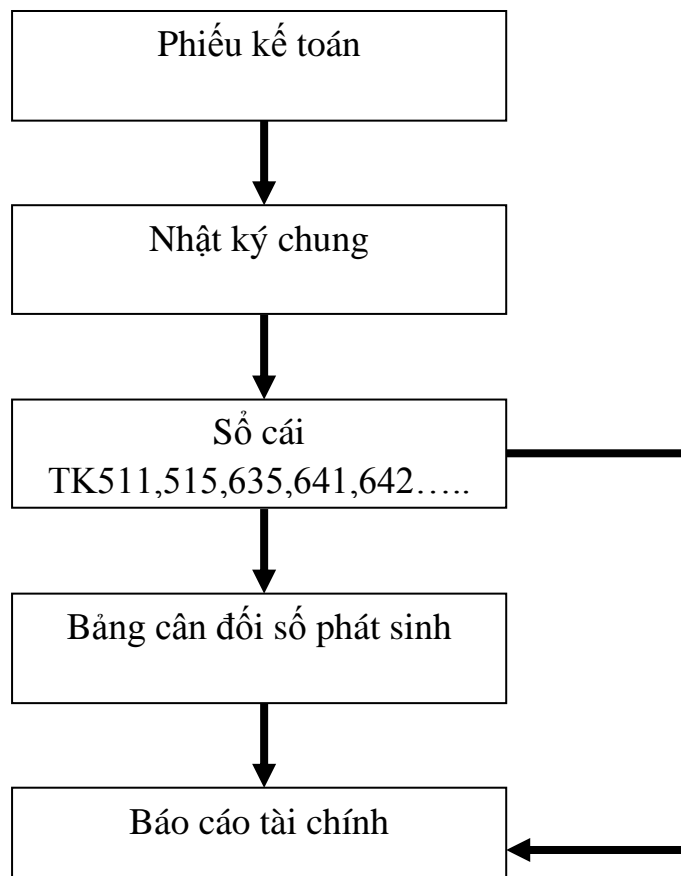 Phiếu kế toán
Nhật ký chung
Sổ cái
TK511,515,635,641,642…..
Bảng cân đối số phát sinh
Báo cáo tài chính